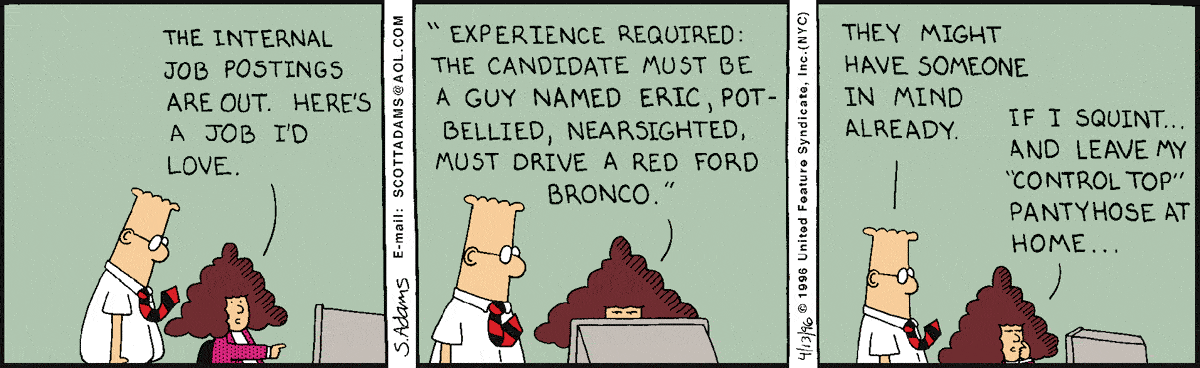 THE INTERNAL
JOB POSTINGS
ARE OUT. HERE'S
A JOB I'D
LOVE.
S. Adams E-mail: SCOTTADAMS@AOL.COM
"EXPERIENCE REQUIRED:
THE CANDIDATE MUST BE
A GUY NAMED ERIC, POT-
BELLIED, NEARSIGHTED,
MUST DRIVE A RED FORD
BRONCO."
4/13/96 © 1996 United Feature Syndicate, Inc.(NYC)
THEY MIGHT
HAVE SOMEONE
IN MIND
ALREADY.
IF I SQUINT...
AND LEAVE MY
"CONTROL TOP"
PANTYHOSE AT
HOME...